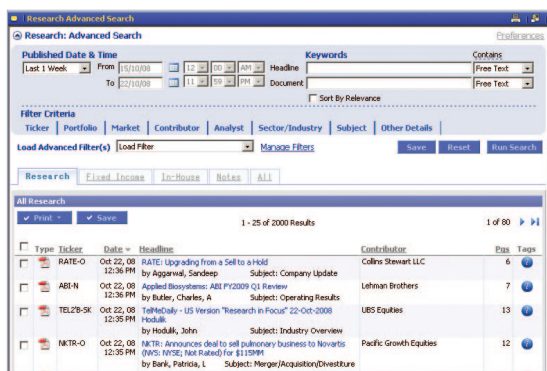 Research Advanced Search
Research: Advanced Search Preferences
Published Date & Time Keywords Contains
Last 1 Week From 15/10/08 12 00 AM Headline Free Text
To 22/10/08 11 59 PM Document Free Text
Sort By Relevance
Filter Criteria
Ticker Portfolio Market Contributor Analyst Sector/Industry Subject Other Details
Load Advanced Filter(s) Load Filter Manage Filters Save Reset Run Search
Research Fixed Income In-House Notes All
All Research
Print Save 1 - 25 of 2000 Results 1 of 80
Type Ticker Date Headline Contributor Pgs Tags
RATE-O Oct 22, 08 RATE: Upgrading from a Sell to a Hold Collins Stewart LLC 6
12:36 PM by Aggarwal, Sandeep Subject: Company Update
ABI-N Oct 22, 08 Applied Biosystems: ABI FY2009 Q1 Review Lehman Brothers 7
12:36 PM by Butler, Charles, A Subject: Operating Results
TEL2'B-SK Oct 22, 08 TelMeDaily - US Version "Research in Focus" 22-Oct-2008 UBS Equities 13
12:35 PM Hodulik
by Hodulik, John Subject: Industry Overview
NKTR-O Oct 22, 08 NKTR: Announces deal to sell pulmonary business to Novartis Pacific Growth Equities 12
12:35 PM (NVS: NYSE; Not Rated) for $115MM
by Bank, Patricia, L Subject: Merger/Acquisition/Divestiture